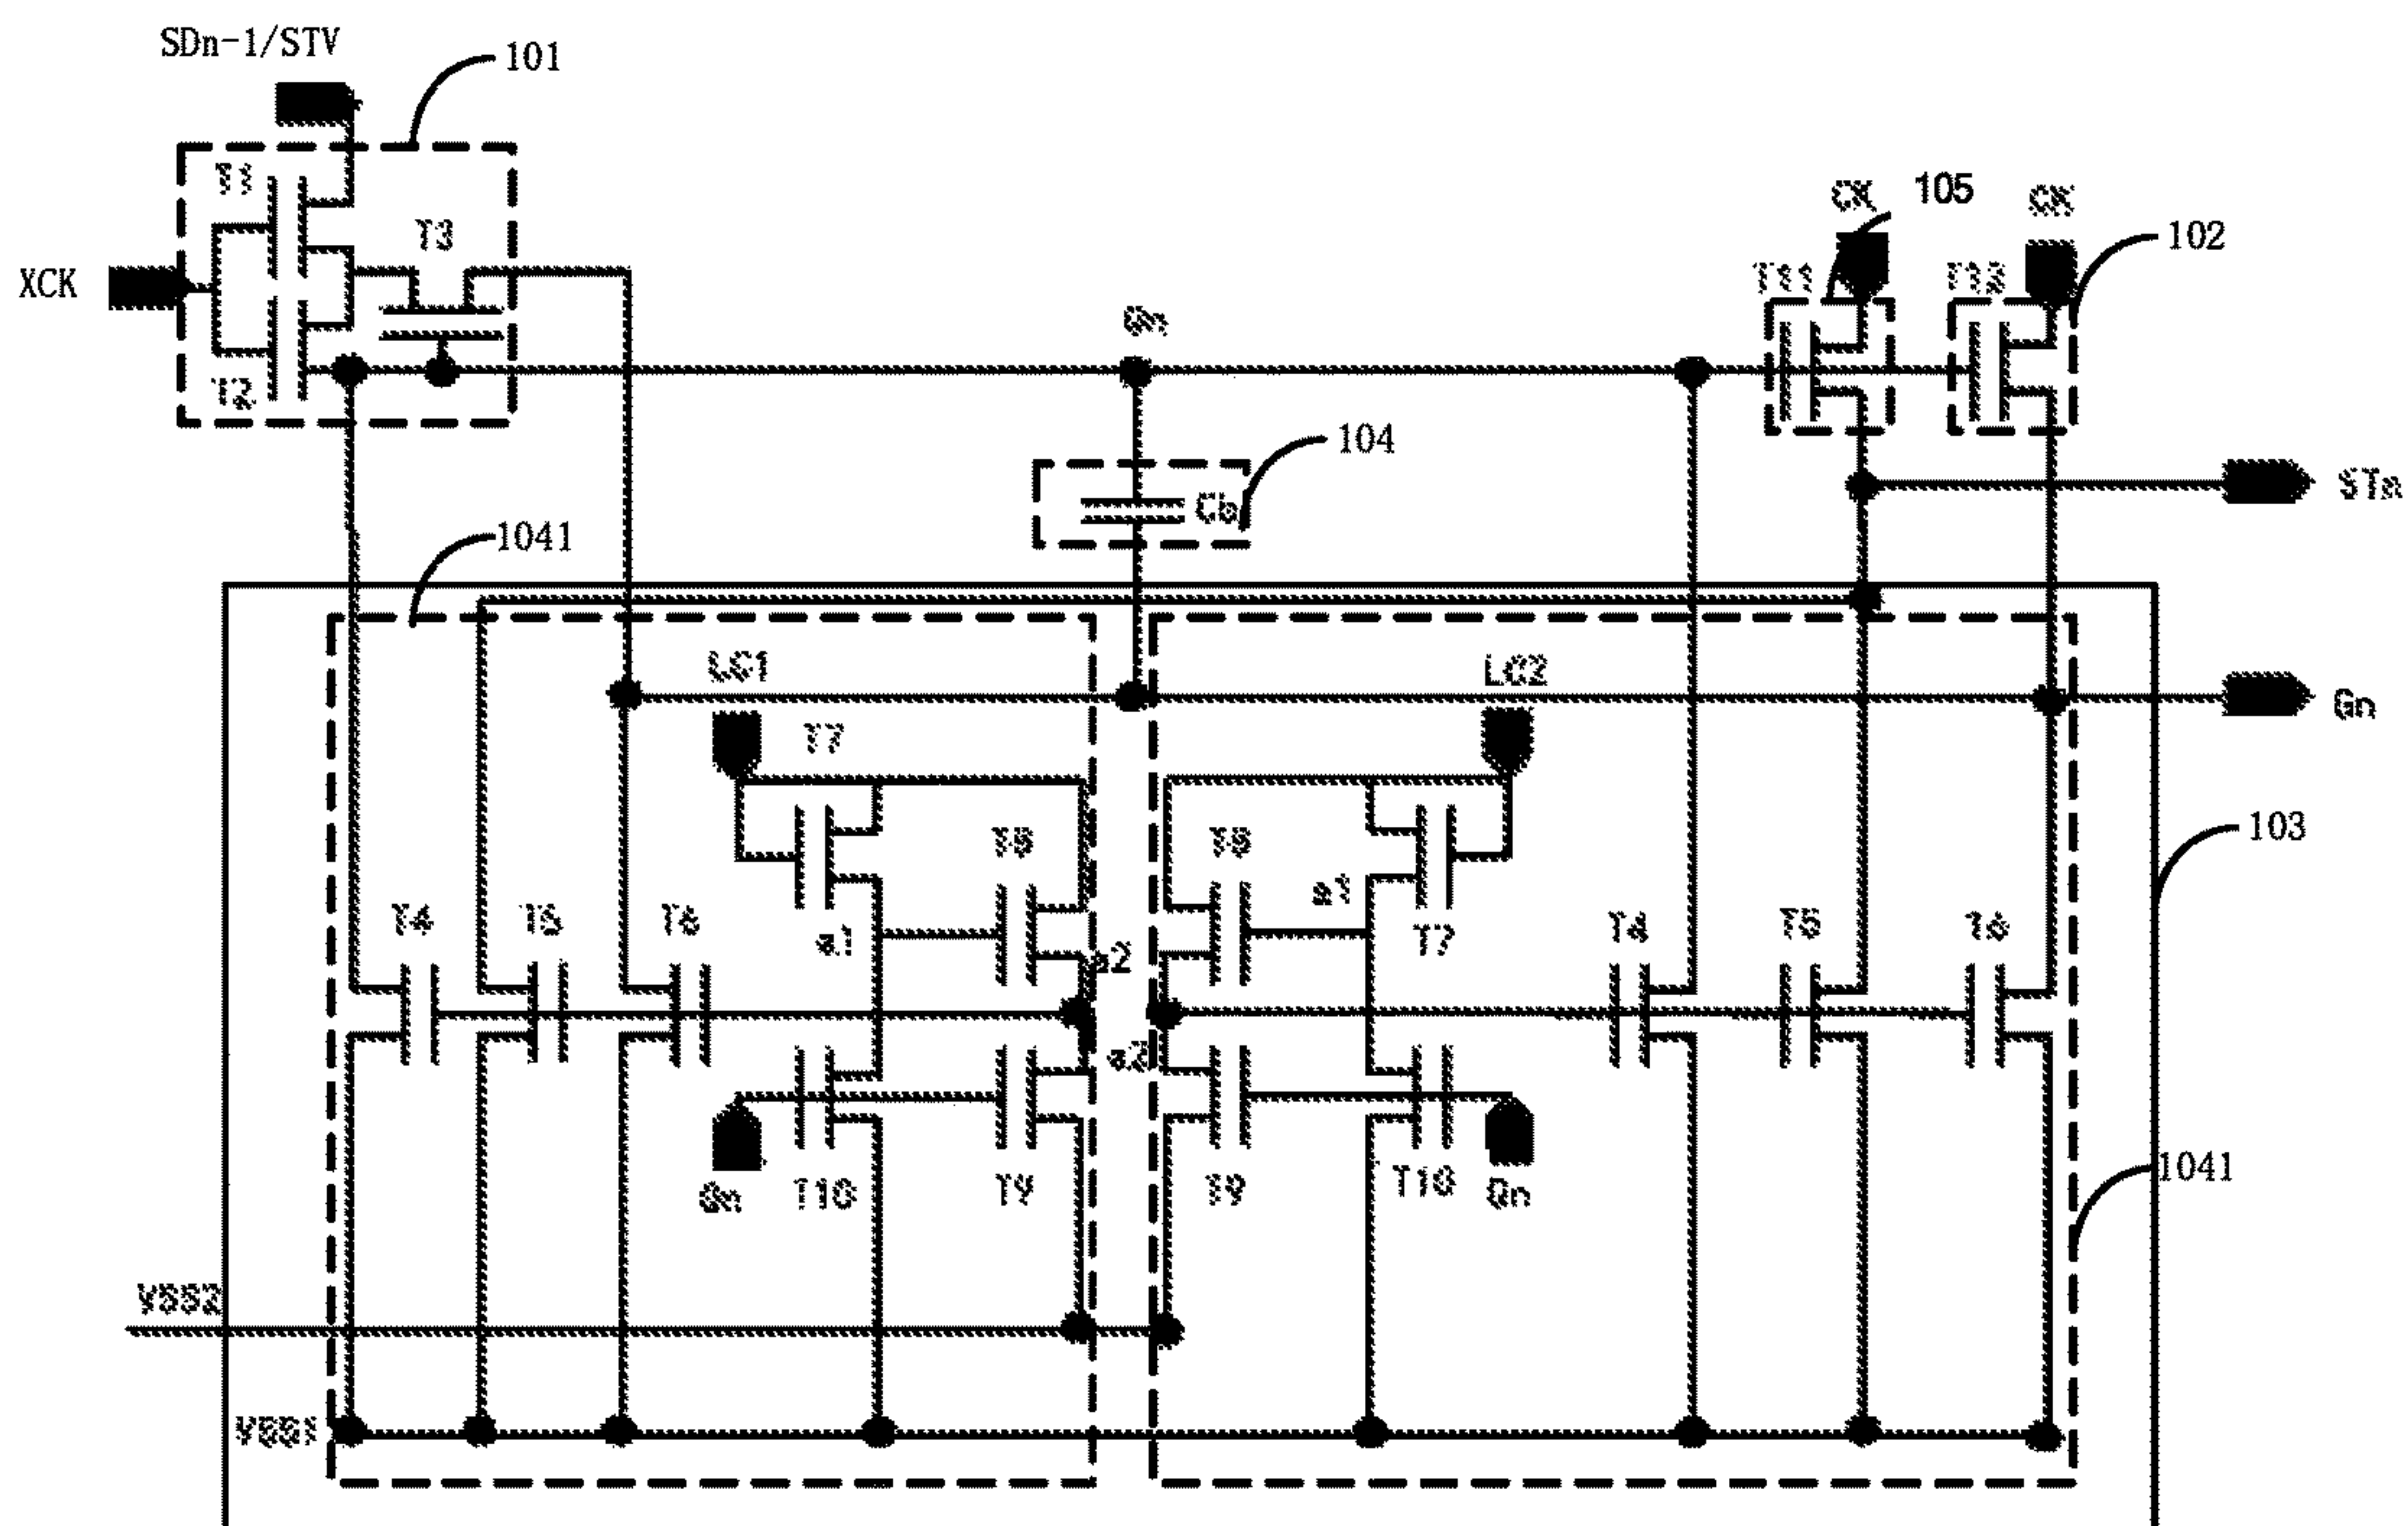 SDn-1/STV
101
T1
T3
XCK
T2
Qn
CK
105
CK
T11
T12
102
104
Cb
STn
1041
LC1
LC2
Gn
T7
T8
T8
a1
T7
103
T4
T5
T6
a1
a2
T4
T5
T6
a2
Qn
T10
T9
T9
T10
Qn
1041
VSS2
VSS1